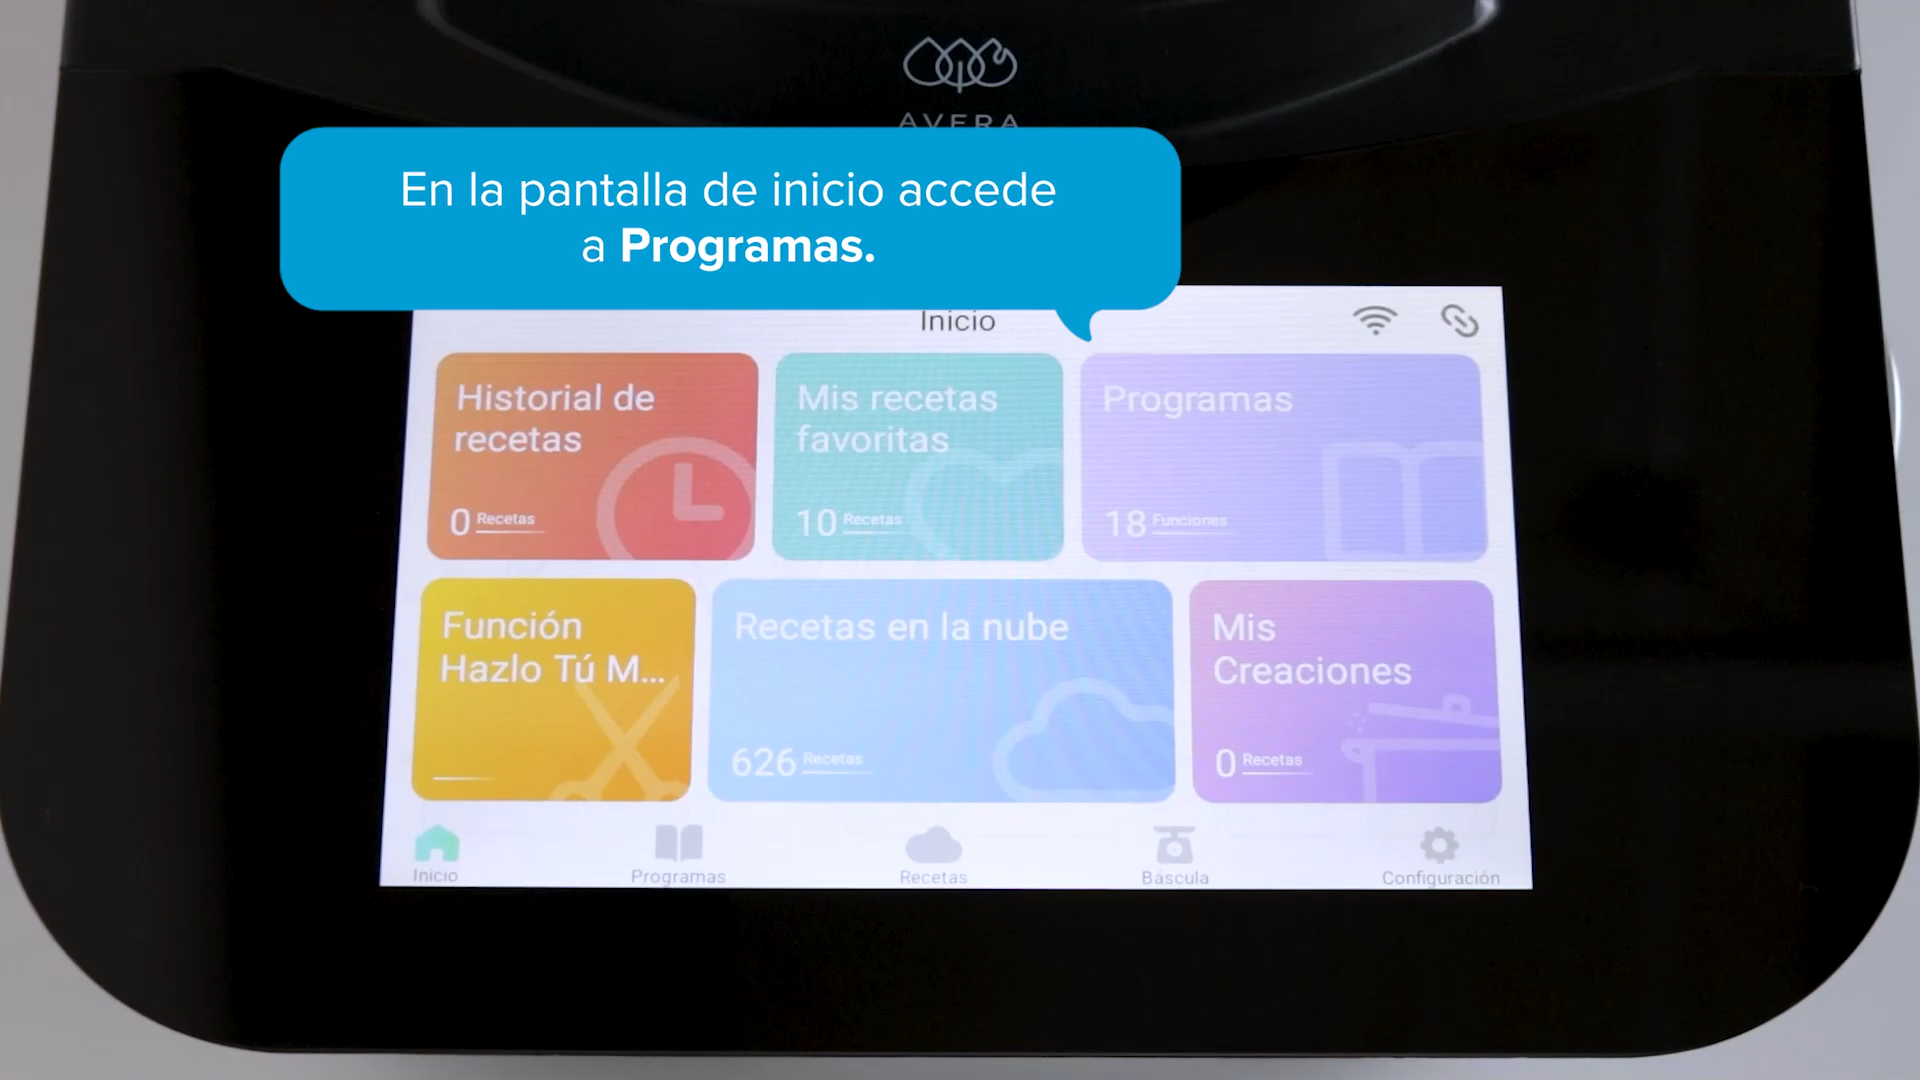 AVERA
En la pantalla de inicio accede
a Programas.
Inicio
Historial de
recetas
0 Recetas
Mis recetas
favoritas
10 Recetas
Programas
18 Funciones
Función
Hazlo Tú M...
Recetas en la nube
626 Recetas
Mis
Creaciones
0 Recetas
Inicio
Programas
Recetas
Báscula
Configuración